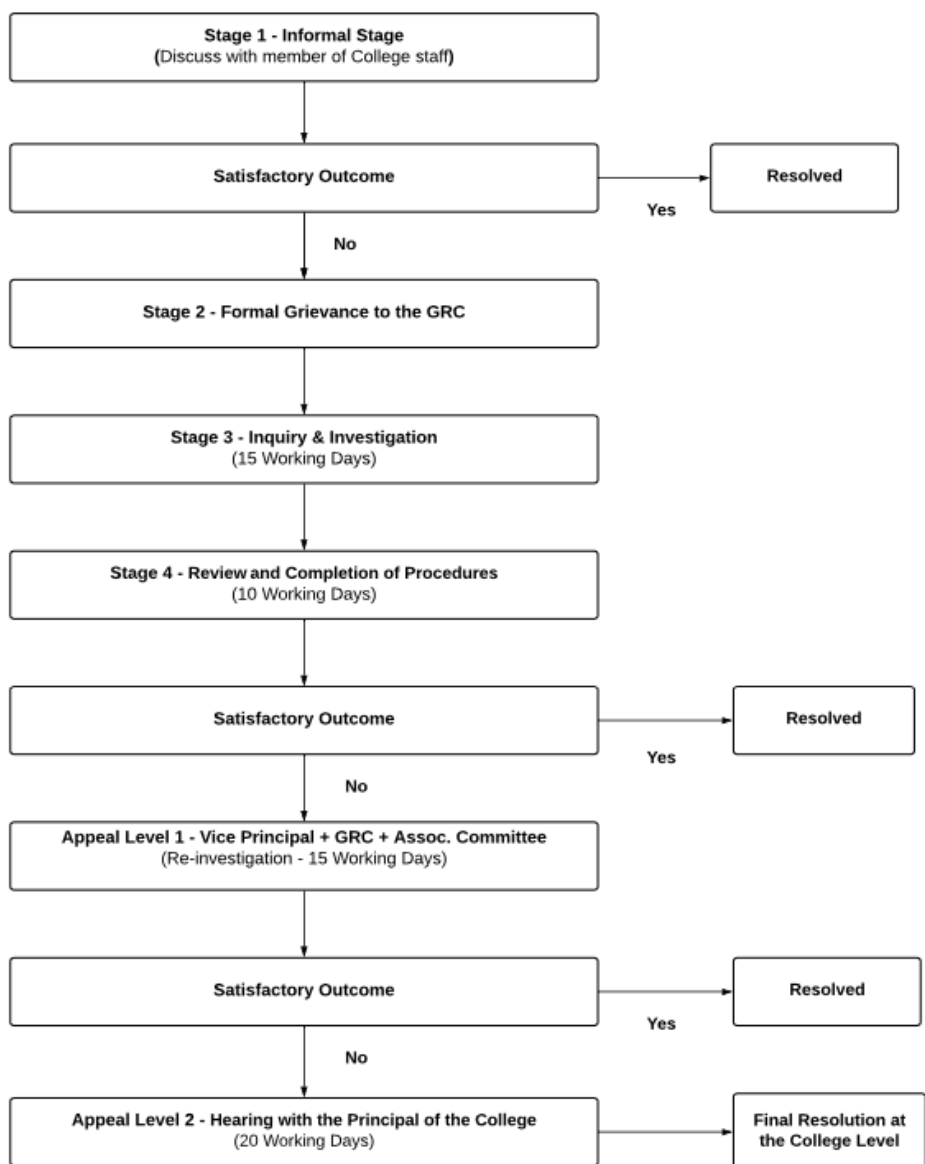 Stage 1 - Informal Stage
(Discuss with member of College staff)
Satisfactory Outcome
Resolved
Yes
No
Stage 2 - Formal Grievance to the GRC
Stage 3 - Inquiry & Investigation
(15 Working Days)
Stage 4 - Review and Completion of Procedures
(10 Working Days)
Satisfactory Outcome
Resolved
Yes
No
Appeal Level 1 - Vice Principal + GRC + Assoc. Committee
(Re-investigation - 15 Working Days)
Satisfactory Outcome
Resolved
Yes
No
Appeal Level 2 - Hearing with the Principal of the College
(20 Working Days)
Final Resolution at
the College Level